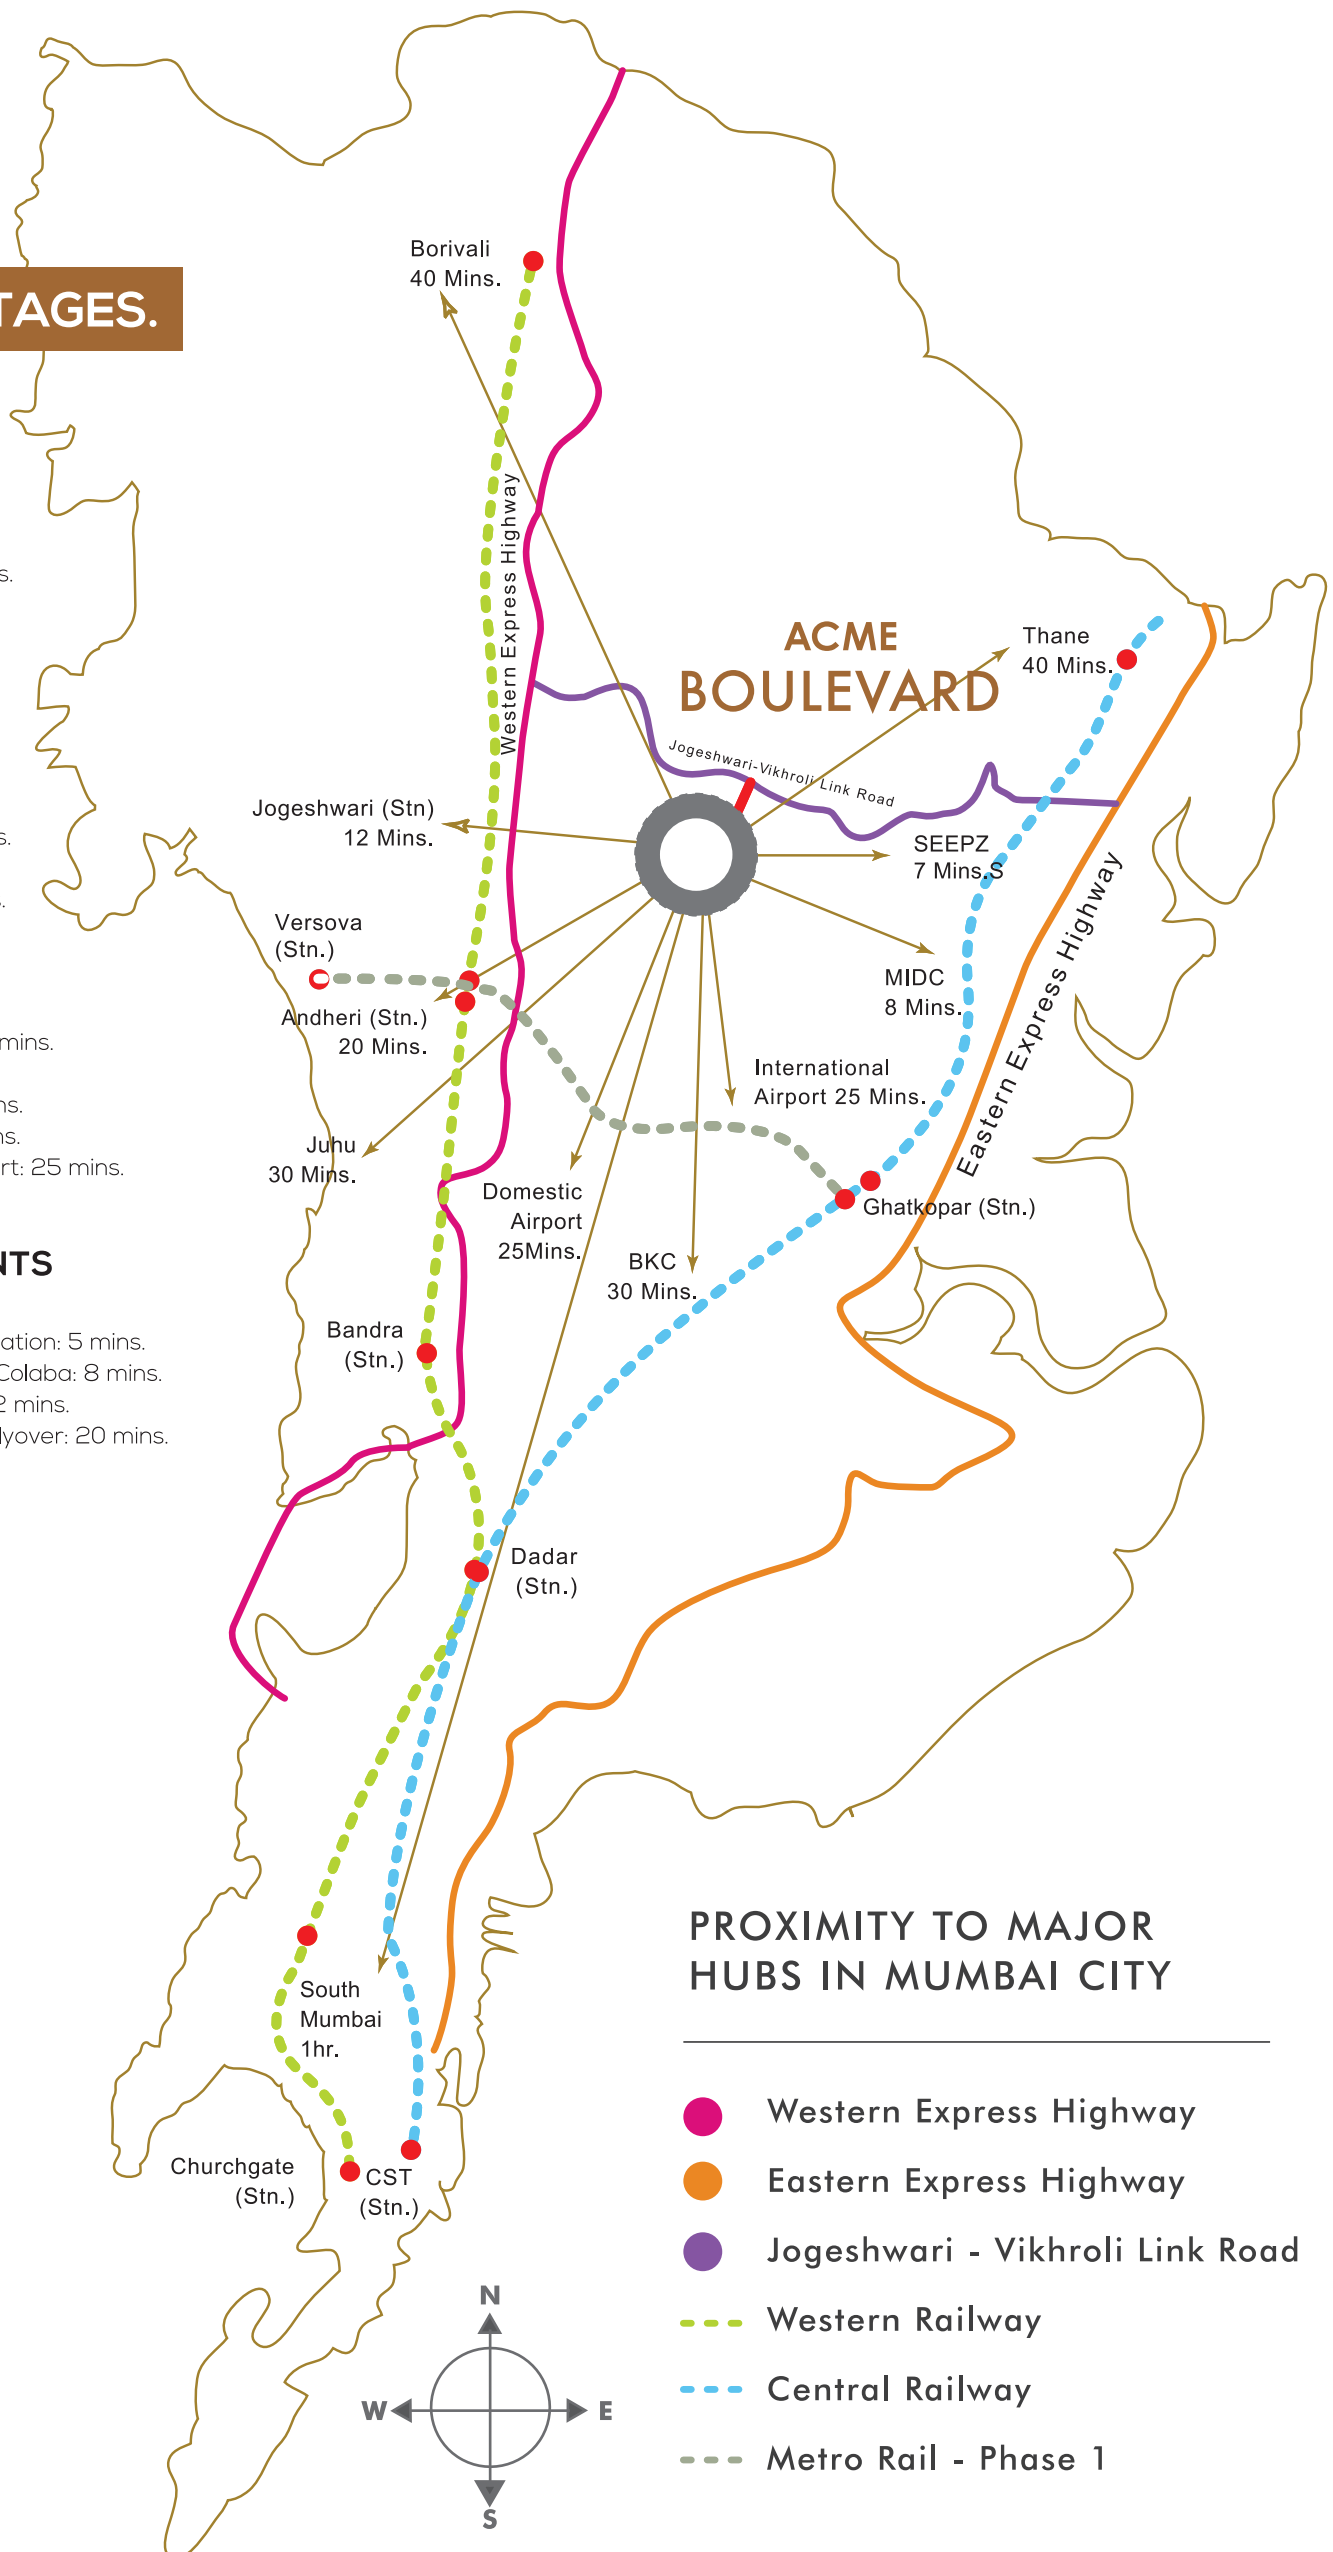 TAGES.
s.
s.
s.
mins.
ns.
ns.
rt: 25 mins.
NTS
ation: 5 mins.
Colaba: 8 mins.
2 mins.
lyover: 20 mins.
Borivali
40 Mins.
Western Express Highway
ACME
BOULEVARD
Thane
40 Mins.
Jogeshwari-Vikhroli Link Road
Jogeshwari (Stn)
12 Mins.
SEEPZ
7 Mins.S
Versova
(Stn.)
MIDC
8 Mins.
Andheri (Stn.)
20 Mins.
Eastern Express Highway
International
Airport 25 Mins.
Juhu
30 Mins.
Domestic
Airport
25Mins.
Ghatkopar (Stn.)
BKC
30 Mins.
Bandra
(Stn.)
Dadar
(Stn.)
South
Mumbai
1hr.
Churchgate
(Stn.)
CST
(Stn.)
PROXIMITY TO MAJOR
HUBS IN MUMBAI CITY
Western Express Highway
Eastern Express Highway
Jogeshwari - Vikhroli Link Road
Western Railway
Central Railway
Metro Rail - Phase 1
N
W
E
S